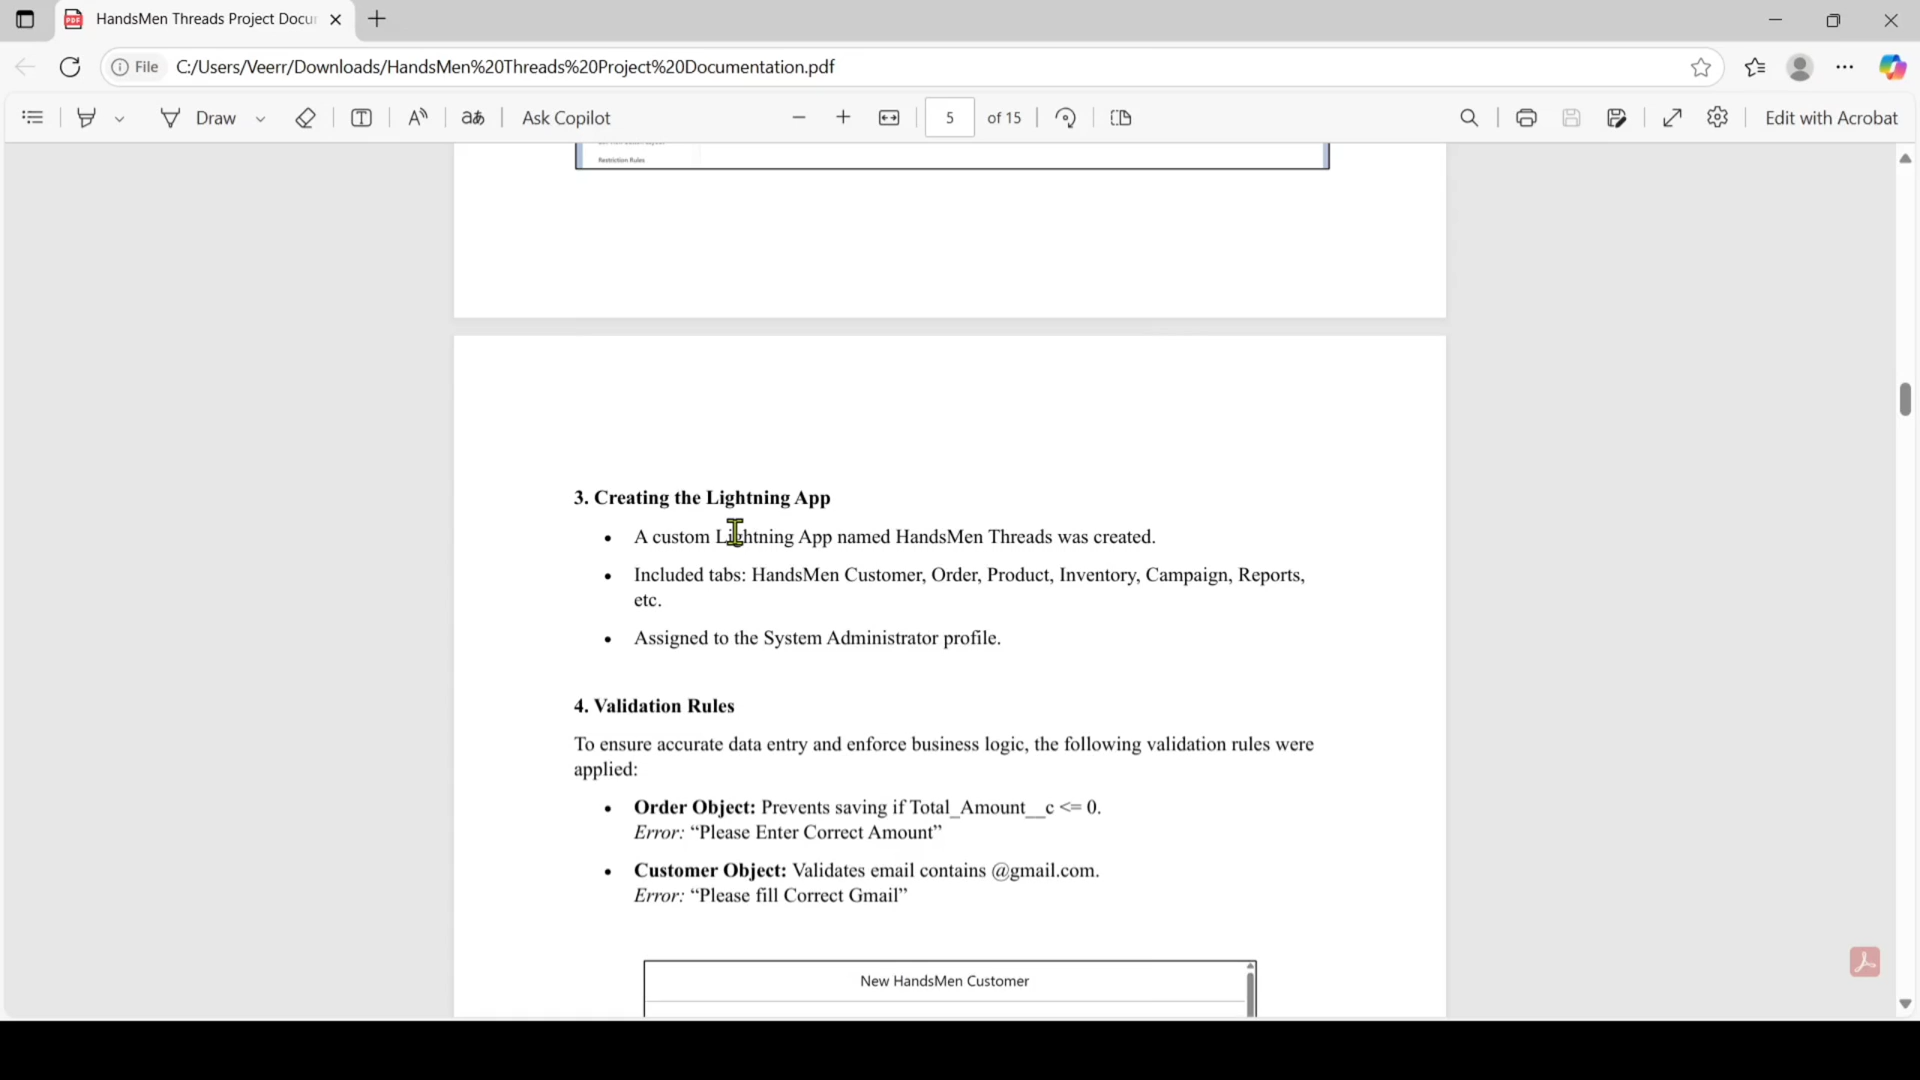 HandsMen Threads Project Docu
File
C:/Users/Veerr/Downloads/HandsMen%20Threads%20Project%20Documentation.pdf
Draw
Ask Copilot
5
of 15
Edit with Acrobat
Restriction Rules
3. Creating the Lightning App
• A custom Lightning App named HandsMen Threads was created.
• Included tabs: HandsMen Customer, Order, Product, Inventory, Campaign, Reports,
etc.
• Assigned to the System Administrator profile.
4. Validation Rules
To ensure accurate data entry and enforce business logic, the following validation rules were
applied:
• Order Object: Prevents saving if Total_Amount__c <= 0.
Error: “Please Enter Correct Amount”
• Customer Object: Validates email contains @gmail.com.
Error: “Please fill Correct Gmail”
New HandsMen Customer